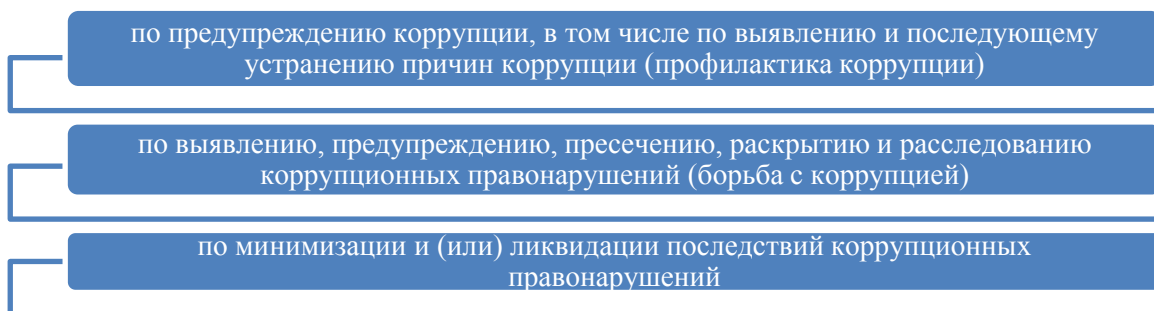 по предупреждению коррупции, в том числе по выявлению и последующему
устранению причин коррупции (профилактика коррупции)
по выявлению, предупреждению, пресечению, раскрытию и расследованию
коррупционных правонарушений (борьба с коррупцией)
по минимизации и (или) ликвидации последствий коррупционных
правонарушений